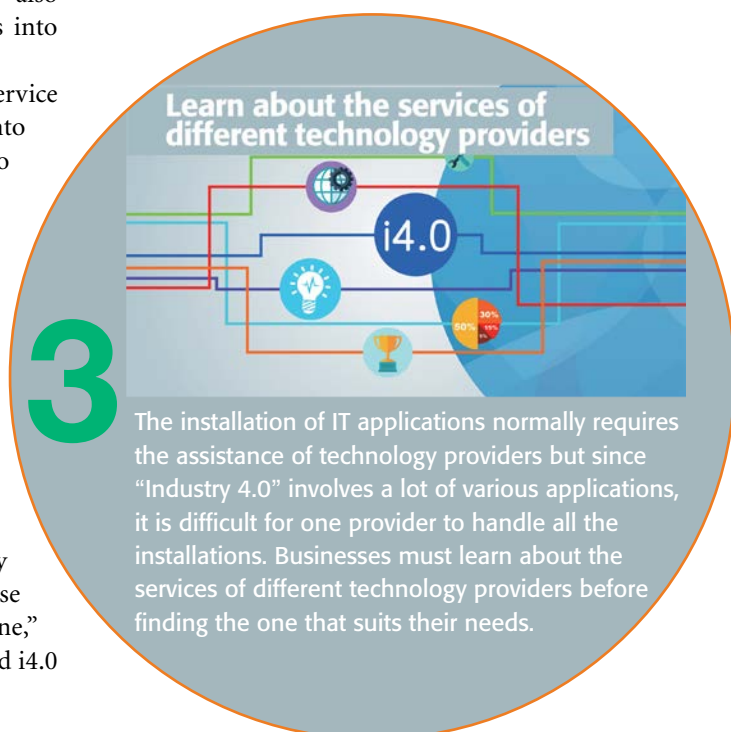 also
s into
ervice
nto
o
Learn about the services of
different technology providers
i4.0
30%
50%
15%
5%
3
The installation of IT applications normally requires
the assistance of technology providers but since
“Industry 4.0” involves a lot of various applications,
it is difficult for one provider to handle all the
installations. Businesses must learn about the
services of different technology providers before
finding the one that suits their needs.
y
se
ne,”
d i4.0